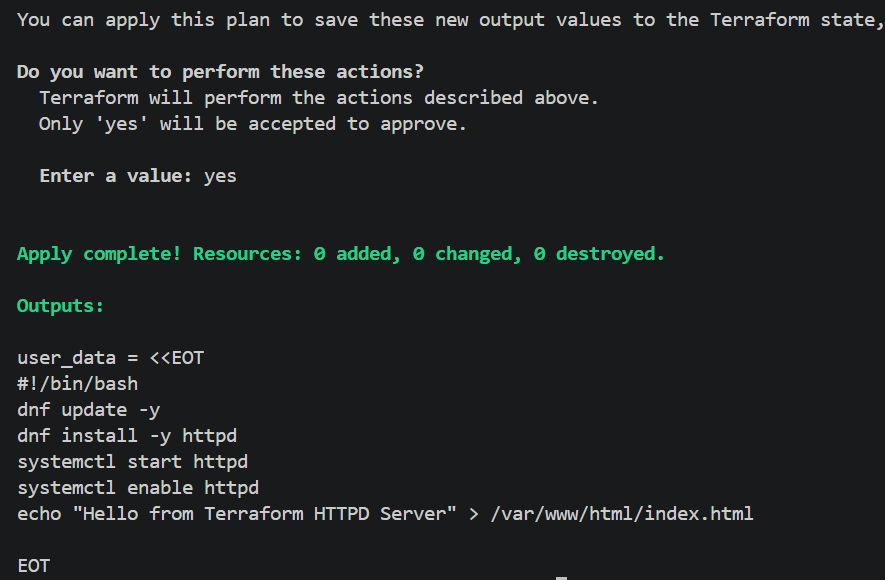 You can apply this plan to save these new output values to the Terraform state,
Do you want to perform these actions?
Terraform will perform the actions described above.
Only 'yes' will be accepted to approve.
Enter a value: yes
Apply complete! Resources: 0 added, 0 changed, 0 destroyed.
Outputs:
user_data = <<EOT
#!/bin/bash
dnf update -y
dnf install -y httpd
systemctl start httpd
systemctl enable httpd
echo "Hello from Terraform HTTPD Server" > /var/www/html/index.html
EOT